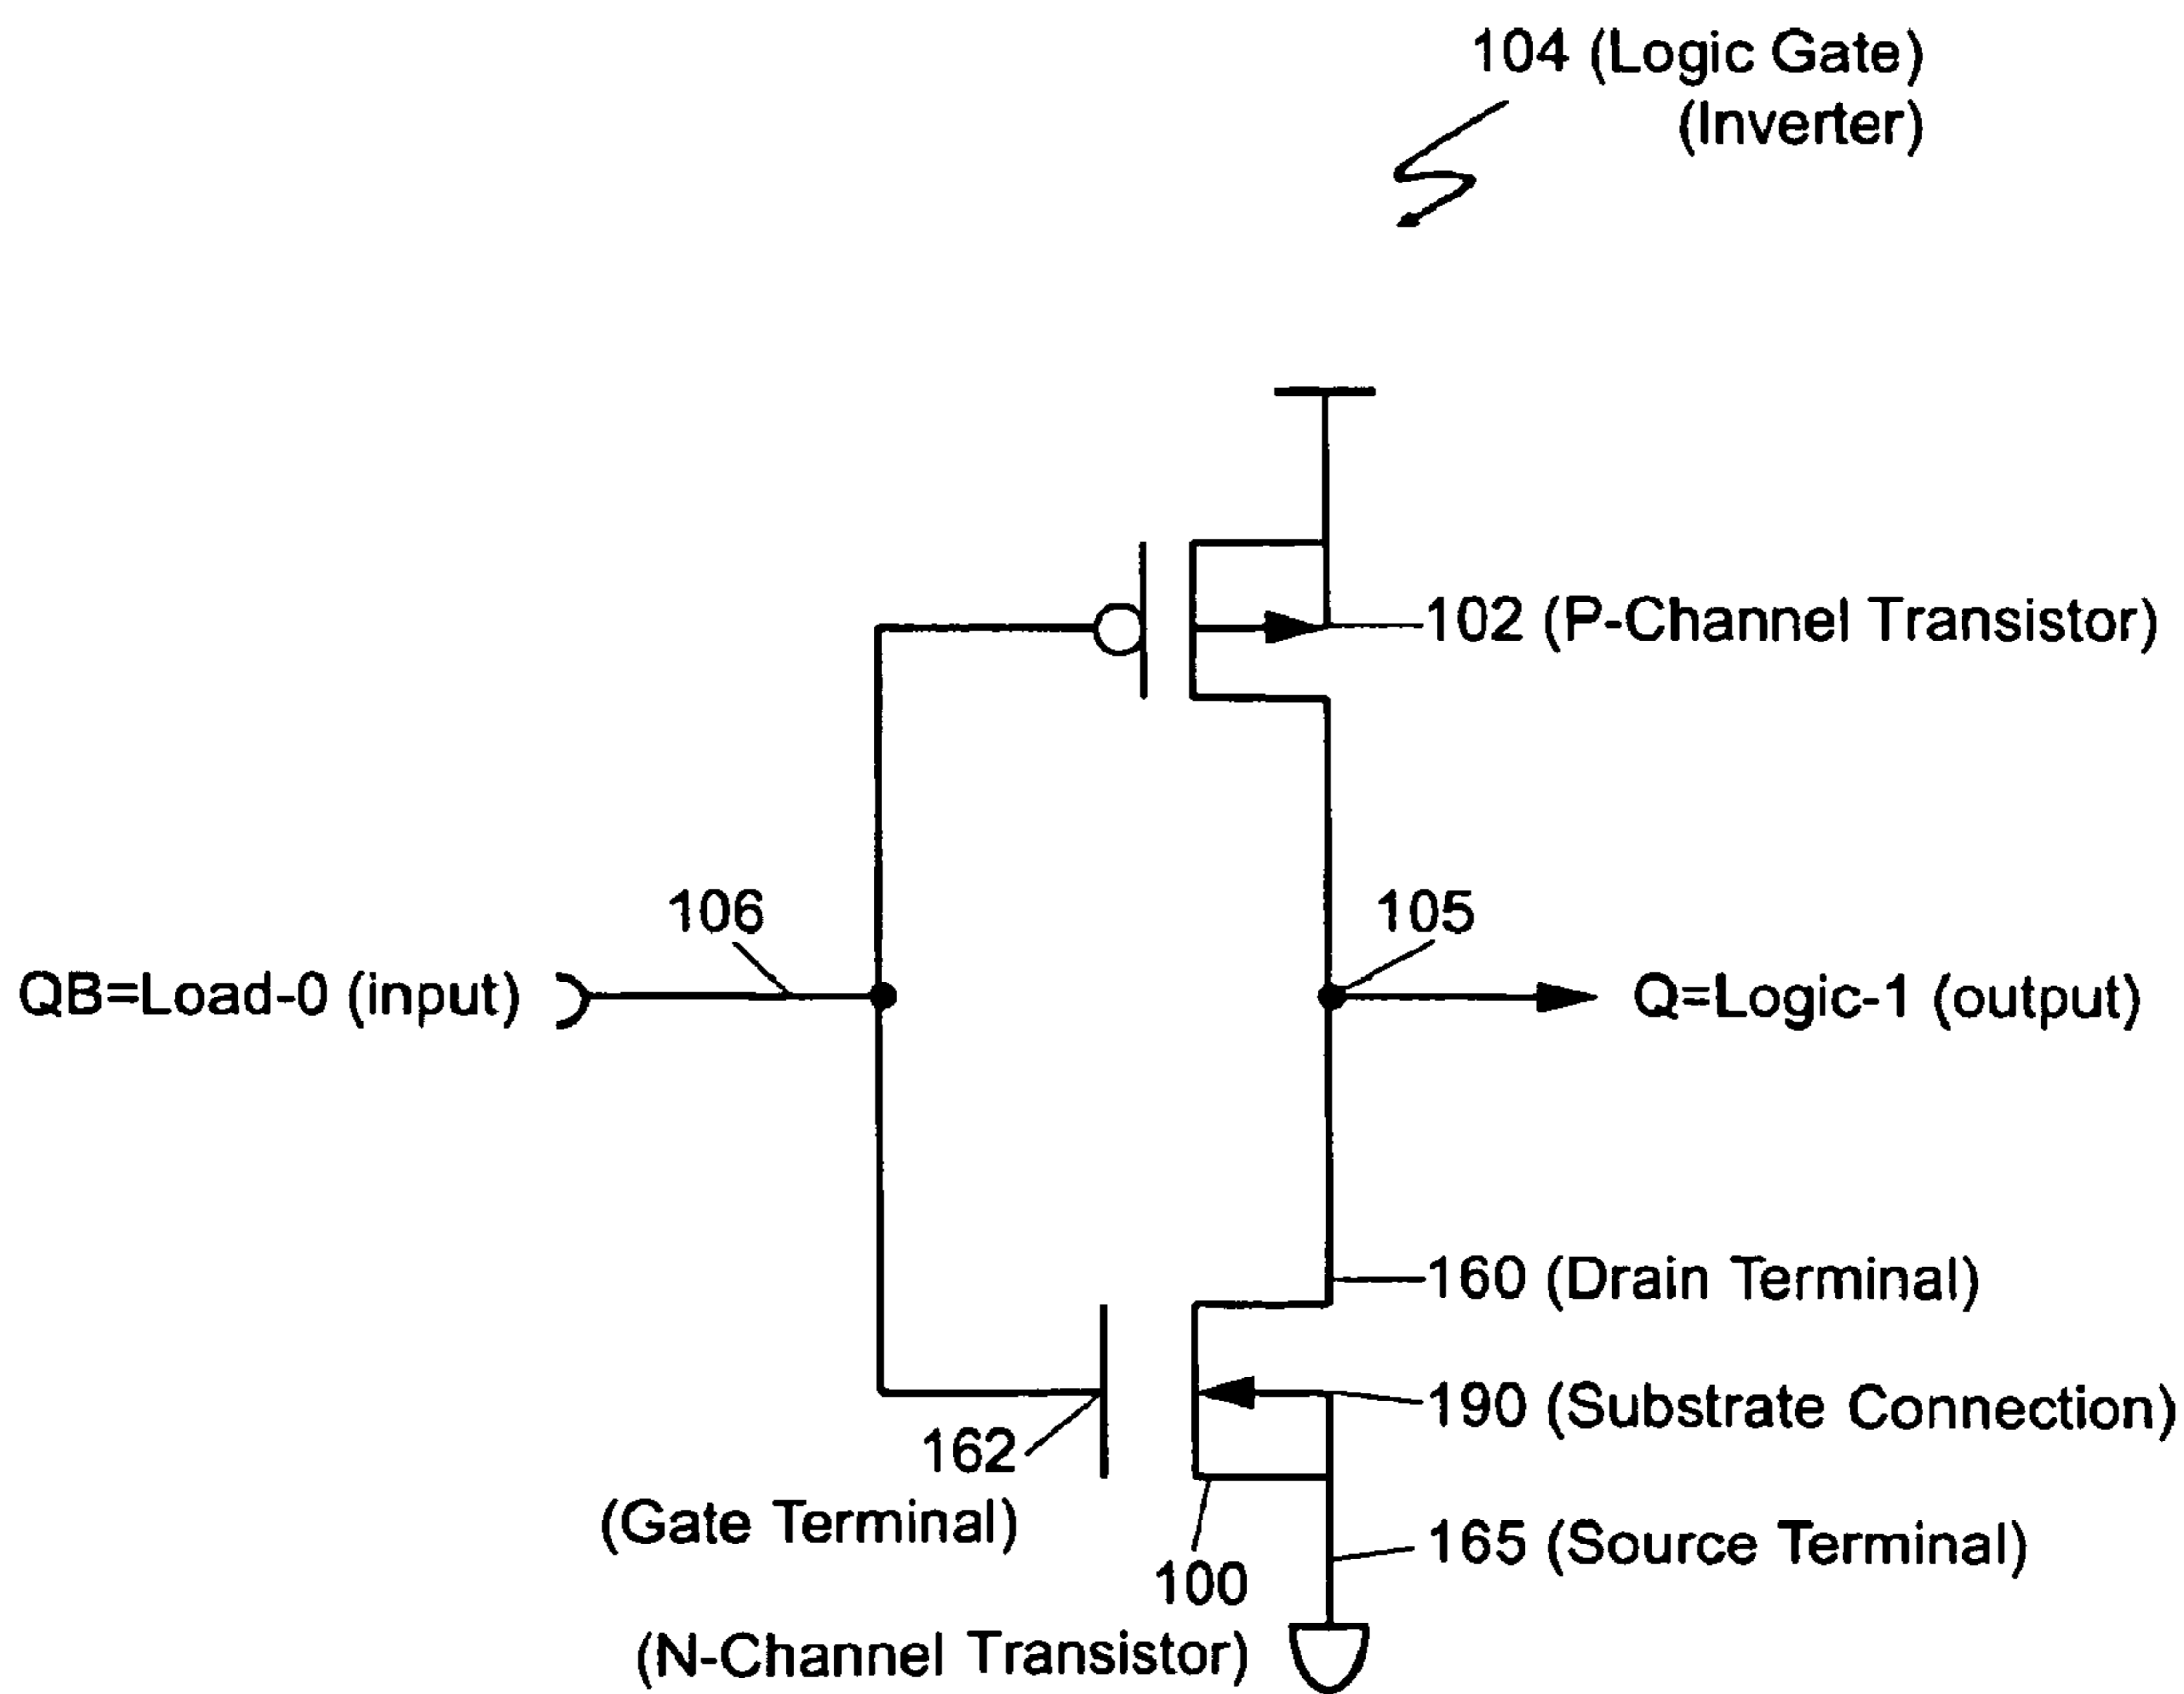 104 (Logic Gate)
(Inverter)
102 (P-Channel Transistor)
106
105
QB=Load-0 (input)
Q=Logic-1 (output)
160 (Drain Terminal)
190 (Substrate Connection)
162
(Gate Terminal)
165 (Source Terminal)
100
(N-Channel Transistor)